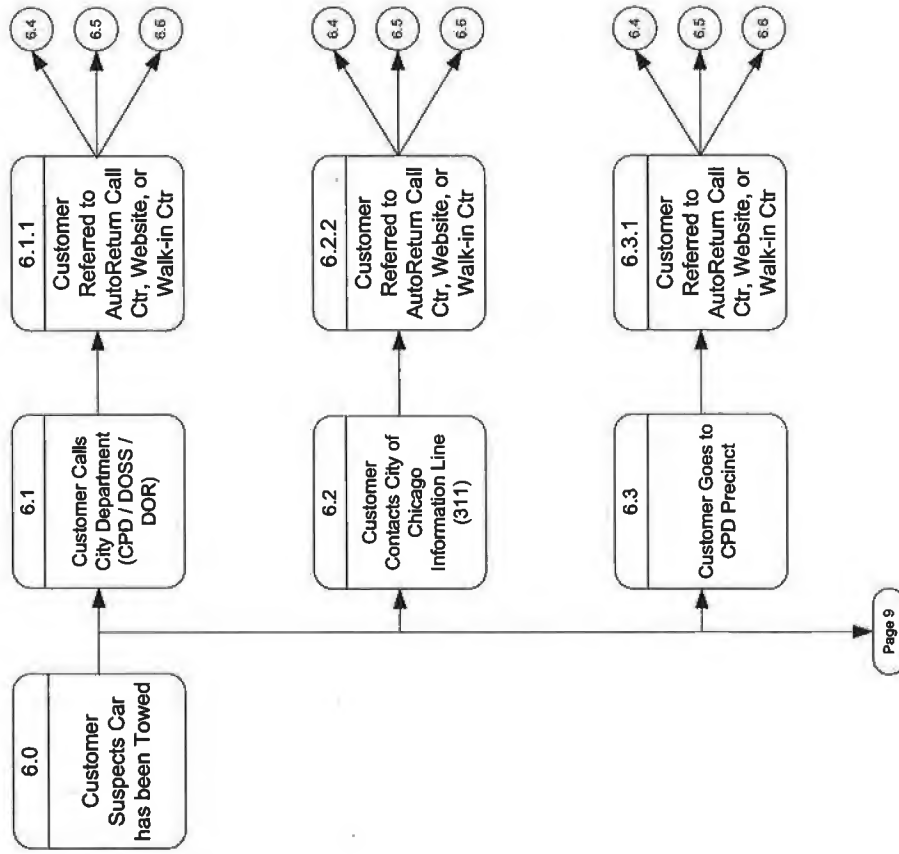 6.0
Customer
Suspects Car
has been Towed
6.1
Customer Calls
City Department
(CPD / DOSS /
DOR)
6.1.1
Customer
Referred to
AutoReturn Call
Ctr, Website, or
Walk-in Ctr
6.4
6.5
6.6
6.2
Customer
Contacts City of
Chicago
Information Line
(311)
6.2.2
Customer
Referred to
AutoReturn Call
Ctr, Website, or
Walk-in Ctr
6.4
6.5
6.6
6.3
Customer Goes to
CPD Precinct
6.3.1
Customer
Referred to
AutoReturn Call
Ctr, Website, or
Walk-in Ctr
6.4
6.5
6.6
Page 9